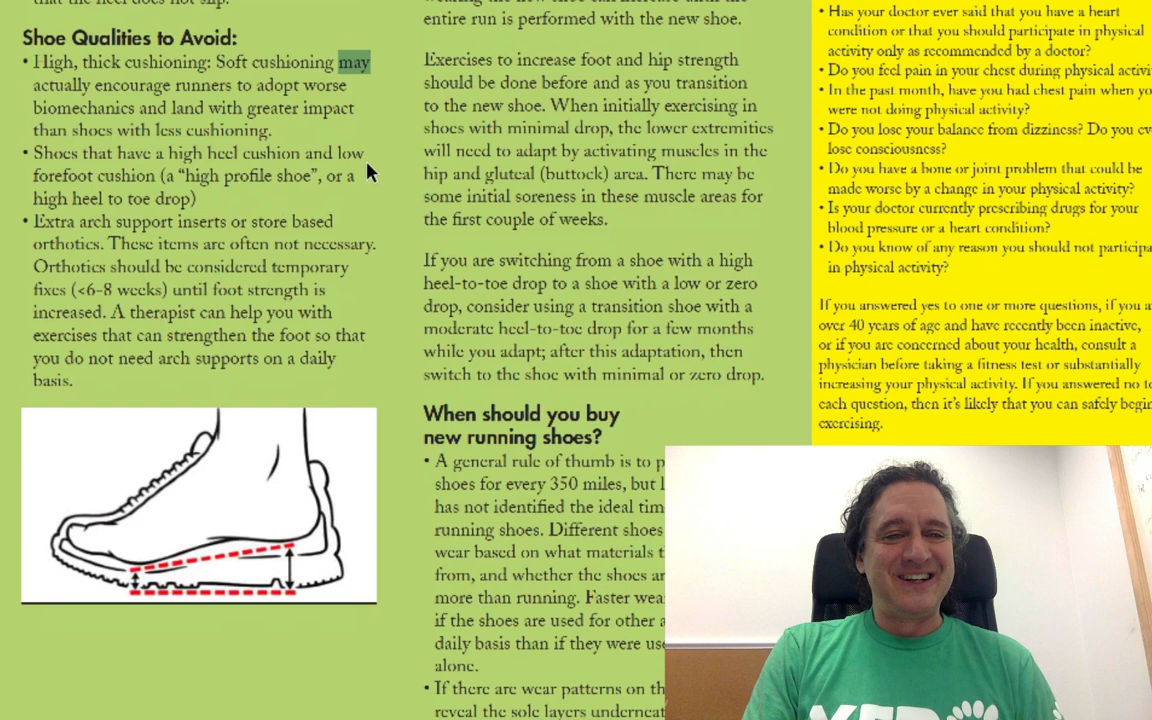 that the heel does not slip.
Shoe Qualities to Avoid:
• High, thick cushioning: Soft cushioning may
actually encourage runners to adopt worse
biomechanics and land with greater impact
than shoes with less cushioning.
• Shoes that have a high heel cushion and low
forefoot cushion (a “high profile shoe”, or a
high heel to toe drop)
• Extra arch support inserts or store based
orthotics. These items are often not necessary.
Orthotics should be considered temporary
fixes (<6-8 weeks) until foot strength is
increased. A therapist can help you with
exercises that can strengthen the foot so that
you do not need arch supports on a daily
basis.
wearing the new shoe can increase until the
entire run is performed with the new shoe.
Exercises to increase foot and hip strength
should be done before and as you transition
to the new shoe. When initially exercising in
shoes with minimal drop, the lower extremities
will need to adapt by activating muscles in the
hip and gluteal (buttock) area. There may be
some initial soreness in these muscle areas for
the first couple of weeks.
If you are switching from a shoe with a high
heel-to-toe drop to a shoe with a low or zero
drop, consider using a transition shoe with a
moderate heel-to-toe drop for a few months
while you adapt; after this adaptation, then
switch to the shoe with minimal or zero drop.
When should you buy
new running shoes?
• A general rule of thumb is to
shoes for every 350 miles, but
has not identified the ideal
running shoes. Different shoes
wear based on what materials
from, and whether the shoes
more than running. Faster
if the shoes are used for other
daily basis than if they were
alone.
• If there are wear patterns on
reveal the sole layers
• Has your doctor ever said that you have a heart
condition or that you should participate in physical
activity only as recommended by a doctor?
• Do you feel pain in your chest during physical
• In the past month, have you had chest pain when
were not doing physical activity?
• Do you lose your balance from dizziness? Do you
lose consciousness?
• Do you have a bone or joint problem that could be
made worse by a change in your physical activity?
• Is your doctor currently prescribing drugs for your
blood pressure or a heart condition?
• Do you know of any reason you should not
in physical activity?
If you answered yes to one or more questions, if you
over 40 years of age and have recently been inactive,
or if you are concerned about your health, consult a
physician before taking a fitness test or substantially
increasing your physical activity. If you answered no
each question, then it’s likely that you can safely
exercising.